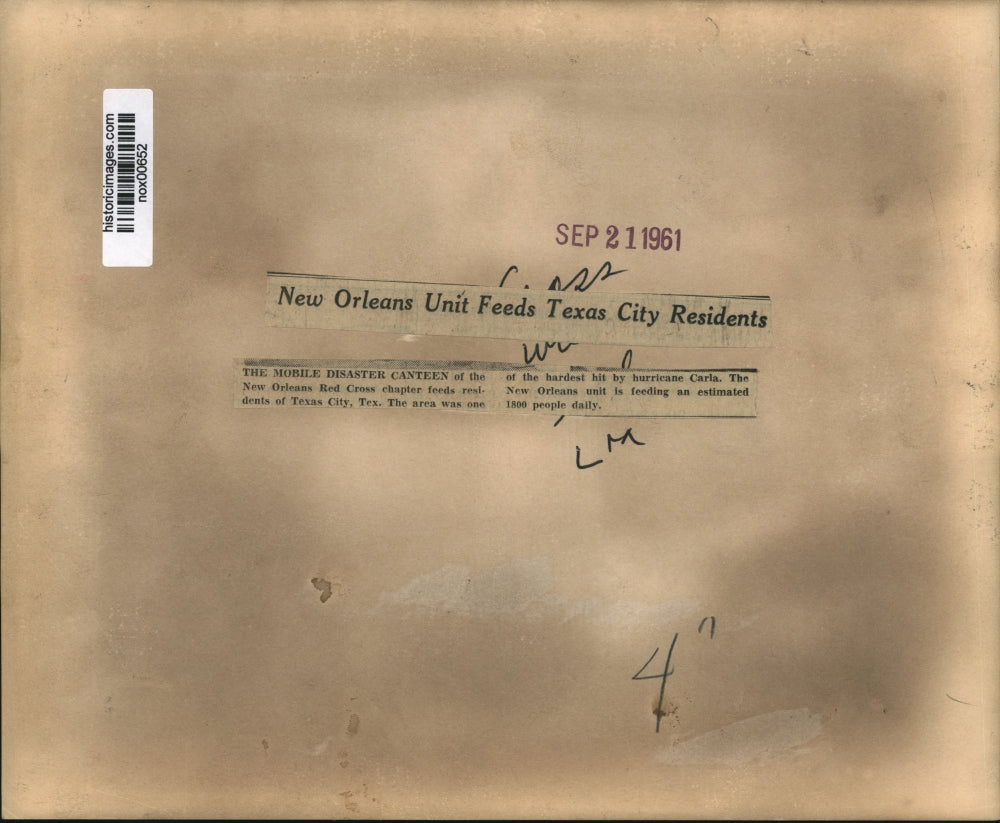 historicimages.com
nox00652
SEP 21 1961
New Orleans Unit Feeds Texas City Residents
THE MOBILE DISASTER CANTEEN of the
New Orleans Red Cross chapter feeds resi-
dents of Texas City, Tex. The area was one
of the hardest hit by hurricane Carla. The
New Orleans unit is feeding an estimated
1800 people daily.
4"